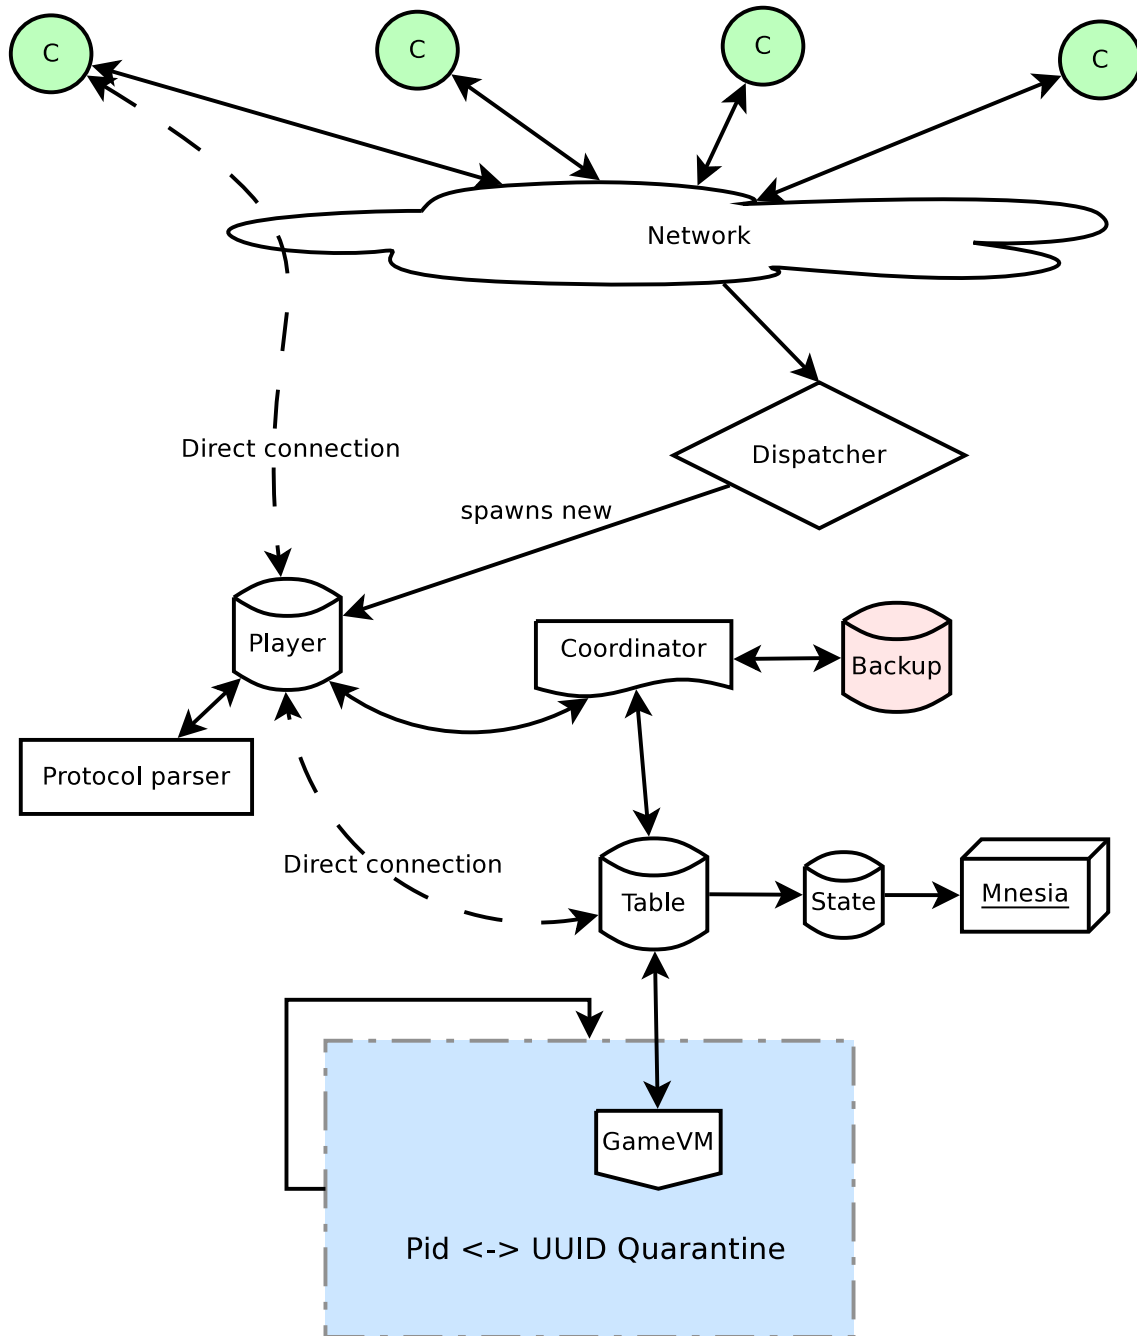 C
C
C
C
Network
Direct connection
Dispatcher
spawns new
Player
Coordinator
Backup
Protocol parser
Direct connection
Table
State
Mnesia
GameVM
Pid <-> UUID Quarantine